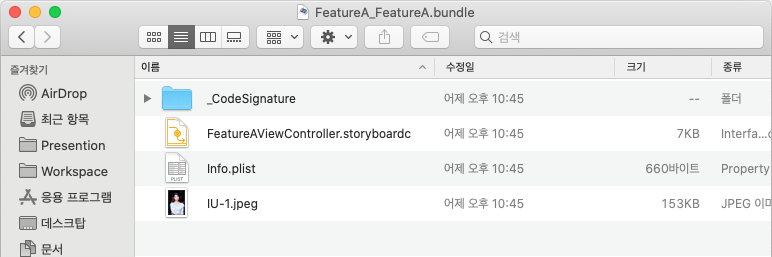 FeatureA_FeatureA.bundle
검색
즐겨찾기
이름 수정일 크기 종류
AirDrop
_CodeSignature 어제 오후 10:45 -- 폴더
최근 항목
FeatureAViewController.storyboardc 어제 오후 10:45 7KB Interfa...c
Presention
Info.plist 어제 오후 10:45 660바이트 Property
Workspace
응용 프로그램
IU-1.jpeg 어제 오후 10:45 153KB JPEG 이미
데스크탑
문서
PLIST